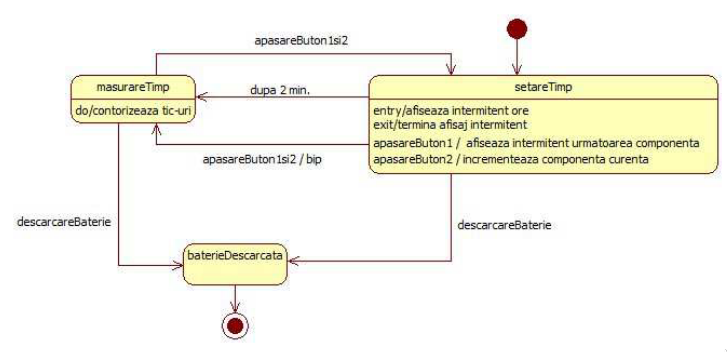 apasareButon1si2
masurareTimp
do/contorizeaza tic-uri
dupa 2 min.
setareTimp
entry/afiseaza intermitent ore
exit/termina afisaj intermitent
apasareButon1 / afiseaza intermitent urmatoarea componenta
apasareButon2 / incrementeaza componenta curenta
apasareButon1si2 / bip
descarcareBaterie
descarcareBaterie
baterieDescarcata